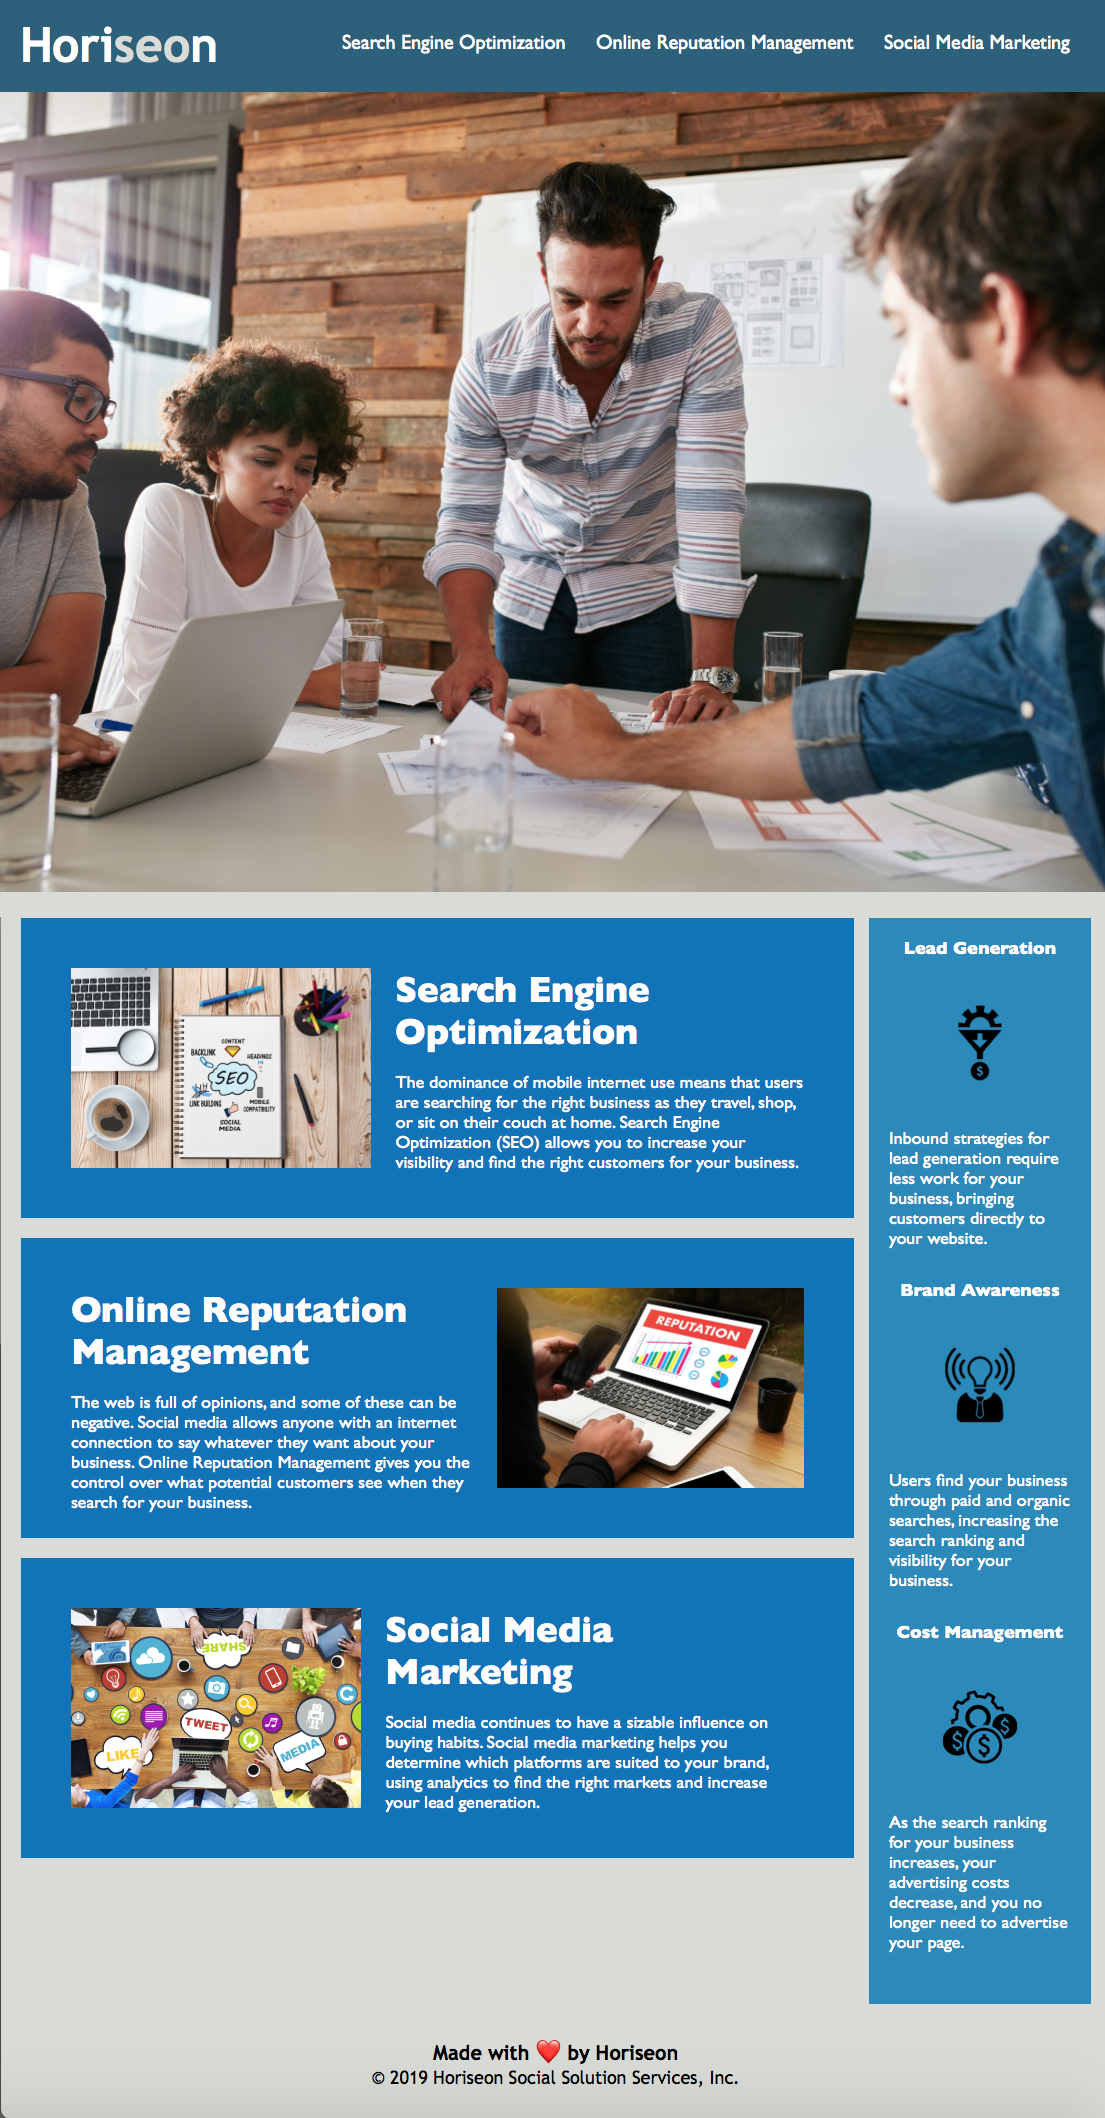 Horiseon
Search Engine Optimization
Online Reputation Management
Social Media Marketing
Search Engine
Optimization
The dominance of mobile internet use means that users
are searching for the right business as they travel, shop,
or sit on their couch at home. Search Engine
Optimization (SEO) allows you to increase your
visibility and find the right customers for your business.
CONTENT
BACKLINK
HEADINGS
SEO
LINK BUILDING
MOBILE
COMPATIBILITY
SOCIAL
MEDIA
Online Reputation
Management
The web is full of opinions, and some of these can be
negative. Social media allows anyone with an internet
connection to say whatever they want about your
business. Online Reputation Management gives you the
control over what potential customers see when they
search for your business.
REPUTATION
Social Media
Marketing
Social media continues to have a sizable influence on
buying habits. Social media marketing helps you
determine which platforms are suited to your brand,
using analytics to find the right markets and increase
your lead generation.
SHARE
TWEET
LIKE
MEDIA
Lead Generation
$
Inbound strategies for
lead generation require
less work for your
business, bringing
customers directly to
your website.
Brand Awareness
Users find your business
through paid and organic
searches, increasing the
search ranking and
visibility for your
business.
Cost Management
$ $ $
As the search ranking
for your business
increases, your
advertising costs
decrease, and you no
longer need to advertise
your page.
Made with ❤️ by Horiseon
© 2019 Horiseon Social Solution Services, Inc.